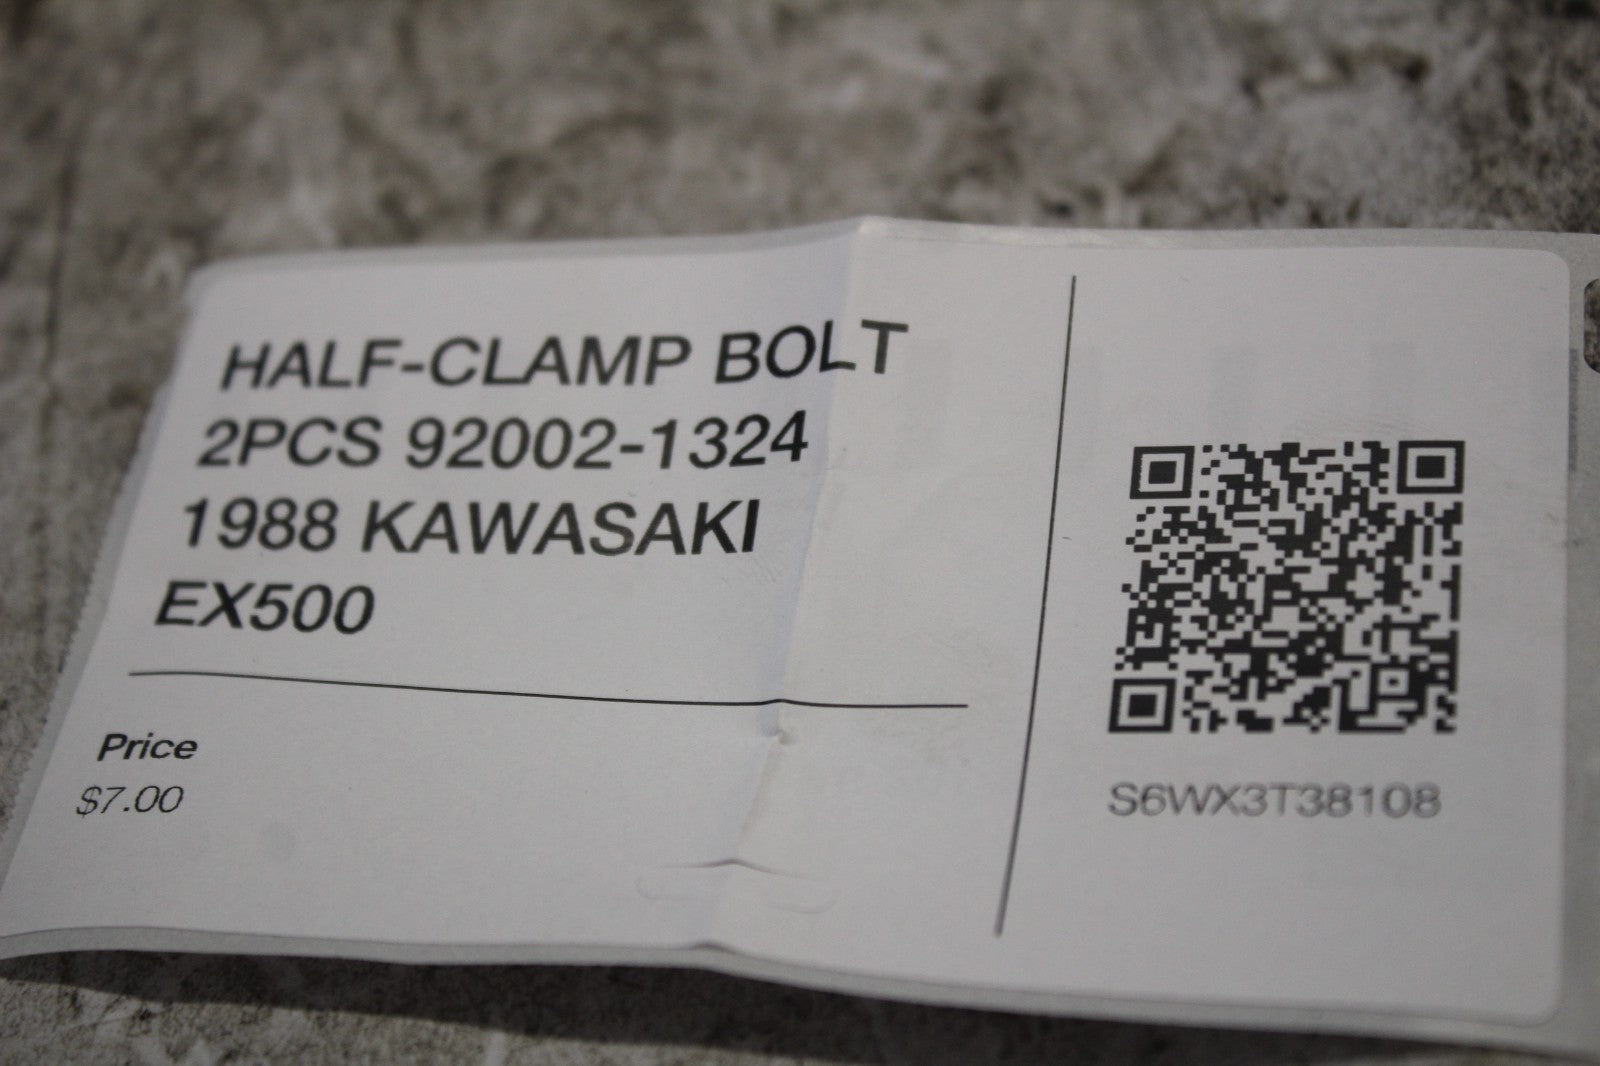 HALF-CLAMP BOLT
2PCS 92002-1324
1988 KAWASAKI
EX500
Price
$7.00
S6WX3T38108